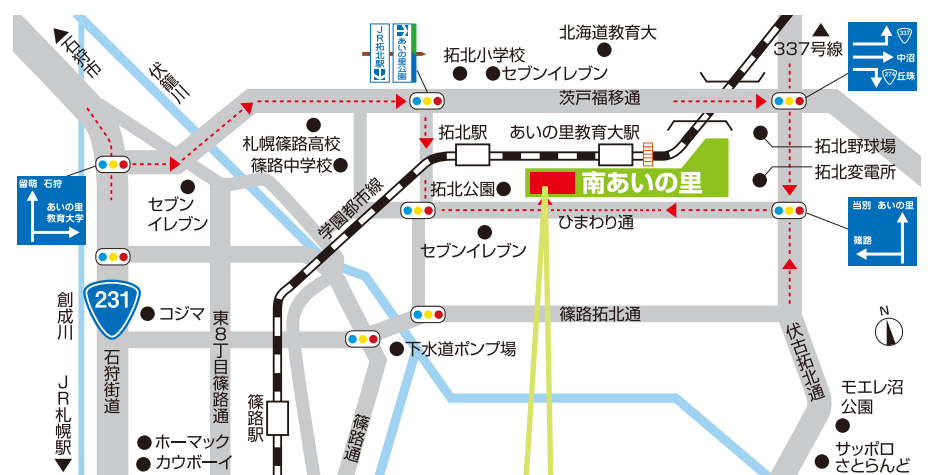 石狩市
伏籠川
JR拓北駅
あいの里公園
拓北小学校
セブンイレブン
北海道教育大
337号線
337
中沼
274
丘珠
茨戸福移通
札幌篠路高校
篠路中学校
拓北駅
あいの里教育大駅
拓北野球場
拓北変電所
留萌 石狩
あいの里
教育大学
セブン
イレブン
学園都市線
拓北公園
南あいの里
ひまわり通
セブンイレブン
当別 あいの里
篠路
231
創成川
コジマ
東8丁目篠路通
石狩街道
篠路拓北通
下水道ポンプ場
伏古拓北通
N
JR札幌駅
篠路駅
篠路通
ホーマック
カウボーイ
モエレ沼
公園
サッポロ
さとらんど